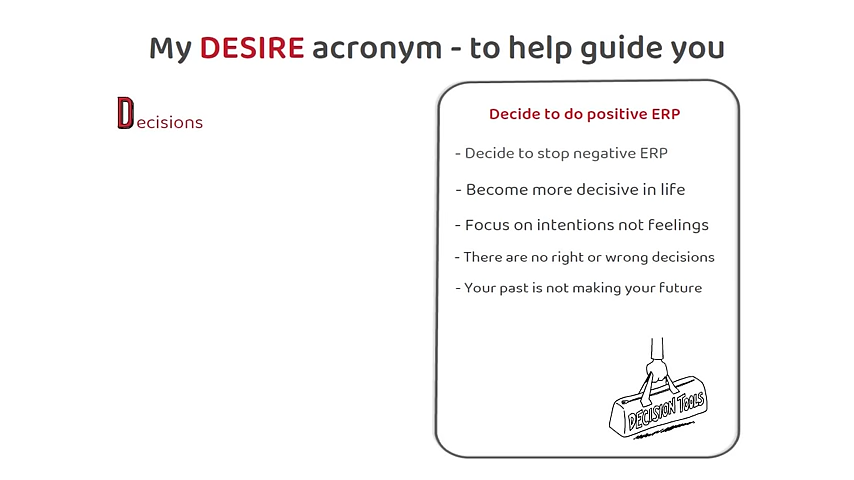 My DESIRE acronym - to help guide you
Decisions
Decide to do positive ERP
- Decide to stop negative ERP
- Become more decisive in life
- Focus on intentions not feelings
- There are no right or wrong decisions
- Your past is not making your future
DECISION TOOLS